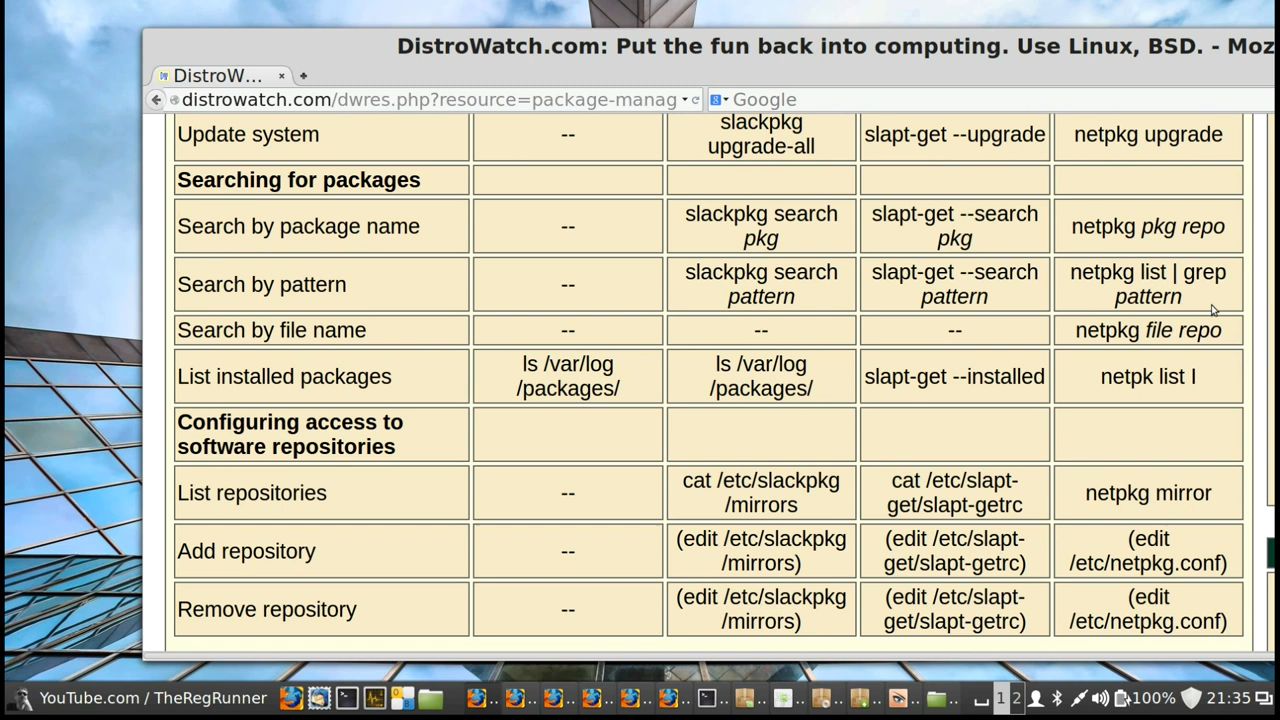 DistroWatch.com: Put the fun back into computing. Use Linux, BSD. - Moz
DistroW...
distrowatch.com/dwres.php?resource=package-manag
Google
Update system -- slackpkg upgrade-all slapt-get --upgrade netpkg upgrade
Searching for packages
Search by package name -- slackpkg search pkg slapt-get --search pkg netpkg pkg repo
Search by pattern -- slackpkg search pattern slapt-get --search pattern netpkg list | grep pattern
Search by file name -- -- -- netpkg file repo
List installed packages ls /var/log /packages/ ls /var/log /packages/ slapt-get --installed netpk list I
Configuring access to
software repositories
List repositories -- cat /etc/slackpkg /mirrors cat /etc/slapt-get/slapt-getrc netpkg mirror
Add repository -- (edit /etc/slackpkg /mirrors) (edit /etc/slapt-get/slapt-getrc) (edit /etc/netpkg.conf)
Remove repository -- (edit /etc/slackpkg /mirrors) (edit /etc/slapt-get/slapt-getrc) (edit /etc/netpkg.conf)
YouTube.com / TheRegRunner 1 2 100% 21:35